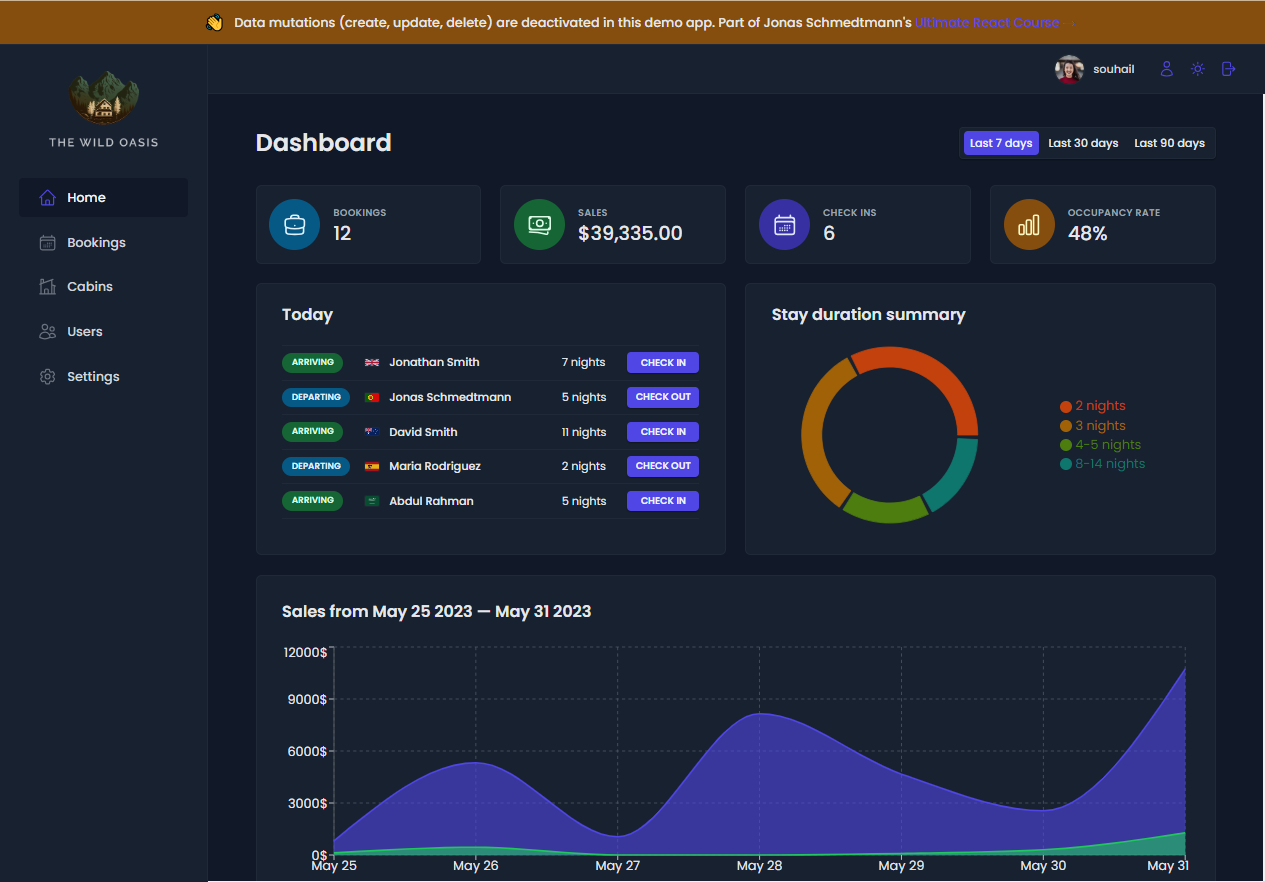 👋 Data mutations (create, update, delete) are deactivated in this demo app. Part of Jonas Schmedtmann's Ultimate React Course →
souhail
THE WILD OASIS
Home
Bookings
Cabins
Users
Settings
Dashboard
Last 7 days Last 30 days Last 90 days
BOOKINGS
12
SALES
$39,335.00
CHECK INS
6
OCCUPANCY RATE
48%
Today
ARRIVING Jonathan Smith 7 nights CHECK IN
DEPARTING Jonas Schmedtmann 5 nights CHECK OUT
ARRIVING David Smith 11 nights CHECK IN
DEPARTING Maria Rodriguez 2 nights CHECK OUT
ARRIVING Abdul Rahman 5 nights CHECK IN
Stay duration summary
2 nights
3 nights
4-5 nights
8-14 nights
Sales from May 25 2023 — May 31 2023
12000$
9000$
6000$
3000$
0$
May 25 May 26 May 27 May 28 May 29 May 30 May 31